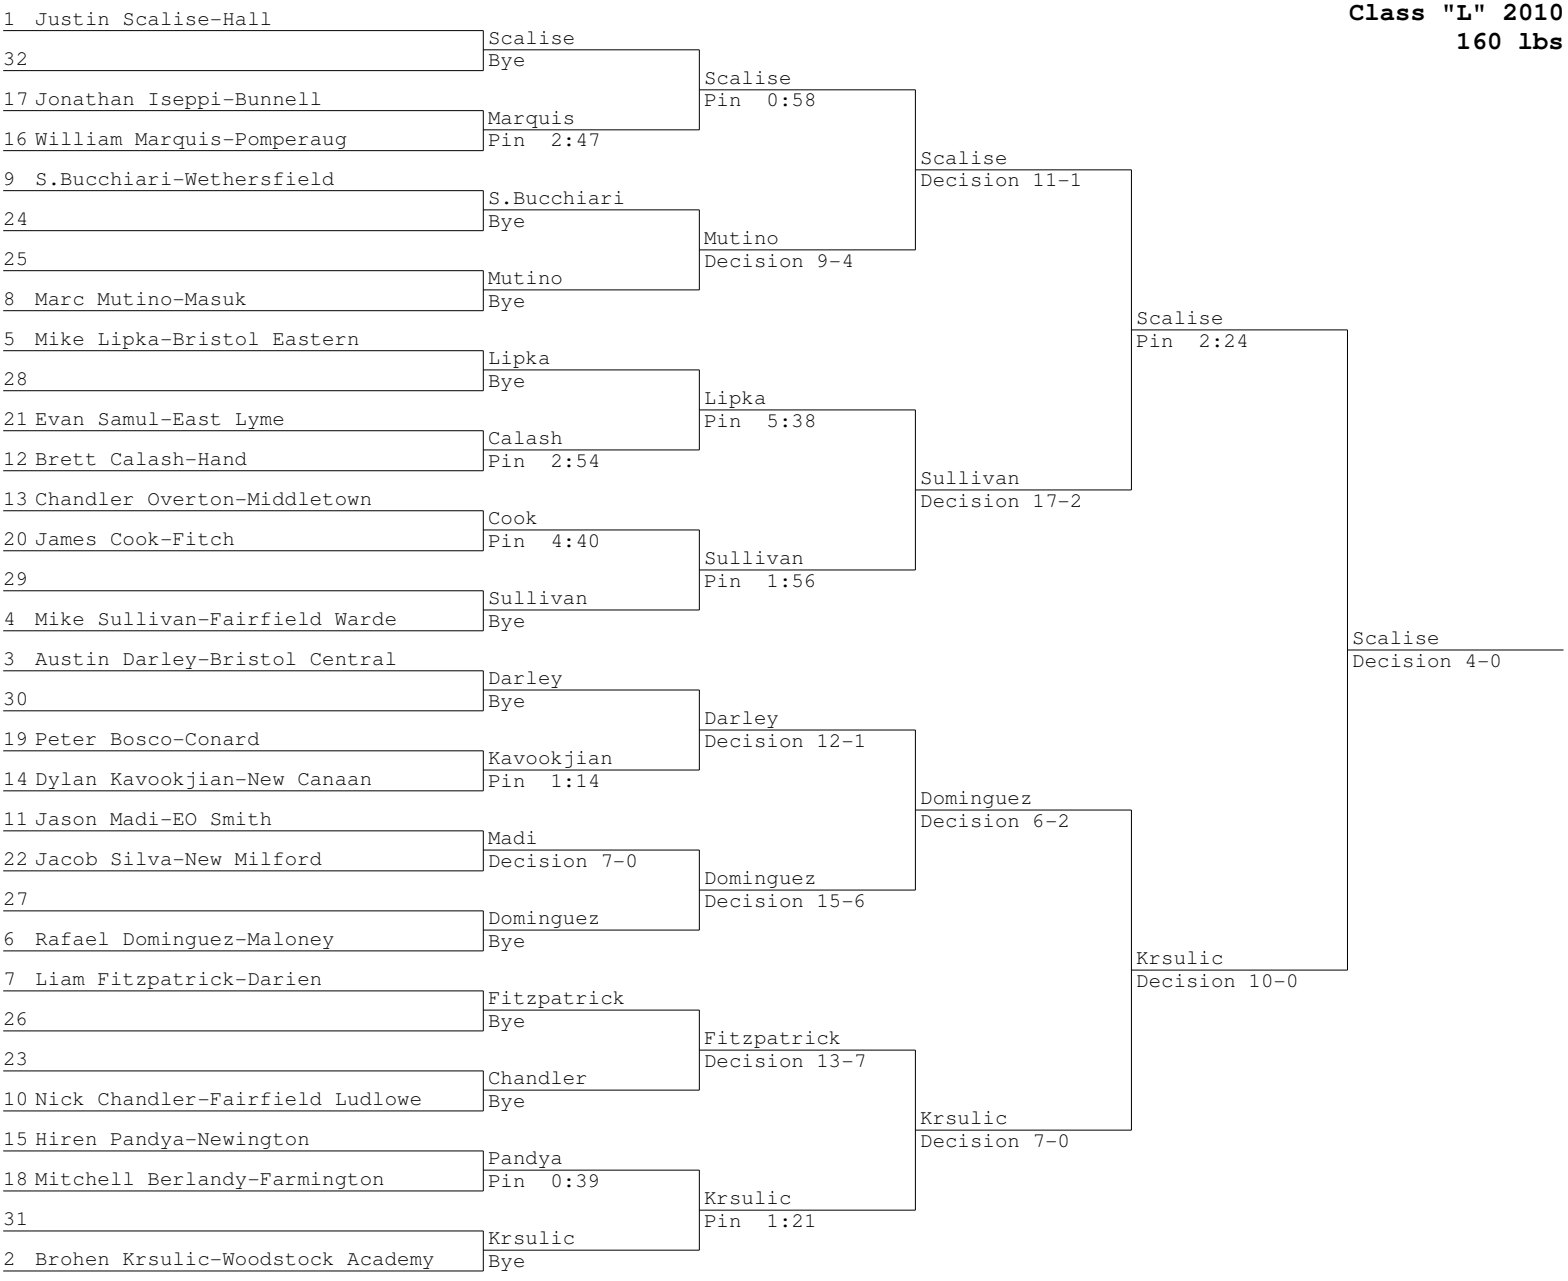 Class "L" 2010
160 lbs
1 Justin Scalise-Hall
32
17 Jonathan Iseppi-Bunnell
16 William Marquis-Pomperaug
9 S.Bucchiari-Wethersfield
24
25
8 Marc Mutino-Masuk
5 Mike Lipka-Bristol Eastern
28
21 Evan Samul-East Lyme
12 Brett Calash-Hand
13 Chandler Overton-Middletown
20 James Cook-Fitch
29
4 Mike Sullivan-Fairfield Warde
3 Austin Darley-Bristol Central
30
19 Peter Bosco-Conard
14 Dylan Kavookjian-New Canaan
11 Jason Madi-EO Smith
22 Jacob Silva-New Milford
27
6 Rafael Dominguez-Maloney
7 Liam Fitzpatrick-Darien
26
23
10 Nick Chandler-Fairfield Ludlowe
15 Hiren Pandya-Newington
18 Mitchell Berlandy-Farmington
31
2 Brohen Krsulic-Woodstock Academy
Scalise
Bye
Marquis
Pin 2:47
S.Bucchiari
Bye
Mutino
Bye
Lipka
Bye
Calash
Pin 2:54
Cook
Pin 4:40
Sullivan
Bye
Darley
Bye
Kavookjian
Pin 1:14
Madi
Decision 7-0
Dominguez
Bye
Fitzpatrick
Bye
Chandler
Bye
Pandya
Pin 0:39
Krsulic
Bye
Scalise
Pin 0:58
Mutino
Decision 9-4
Lipka
Pin 5:38
Sullivan
Pin 1:56
Darley
Decision 12-1
Dominguez
Decision 15-6
Fitzpatrick
Decision 13-7
Krsulic
Pin 1:21
Scalise
Decision 11-1
Sullivan
Decision 17-2
Dominguez
Decision 6-2
Krsulic
Decision 7-0
Scalise
Pin 2:24
Krsulic
Decision 10-0
Scalise
Decision 4-0